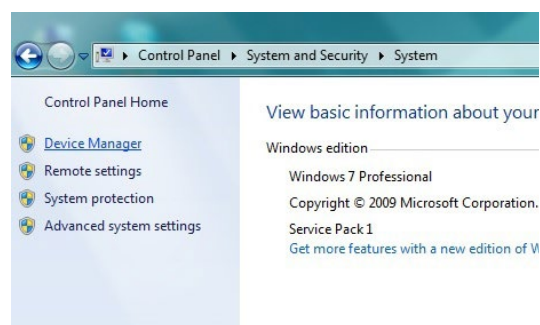 Control Panel ▸ System and Security ▸ System
Control Panel Home
Device Manager
Remote settings
System protection
Advanced system settings
View basic information about your
Windows edition
Windows 7 Professional
Copyright © 2009 Microsoft Corporation.
Service Pack 1
Get more features with a new edition of W